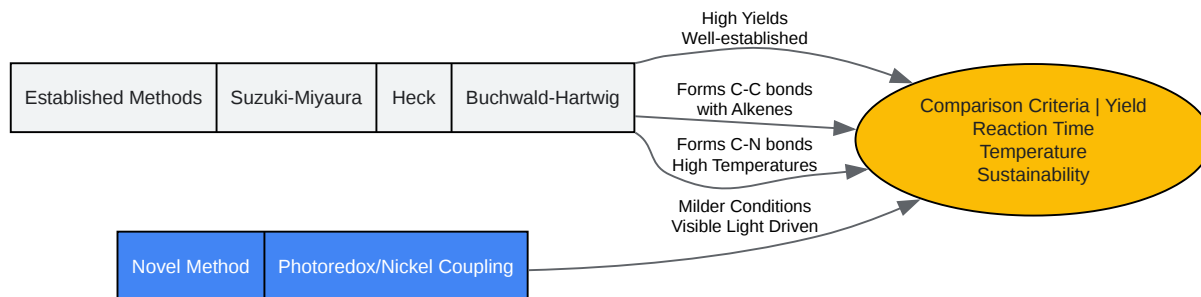 High Yields
Well-established
Established Methods
Suzuki-Miyaura
Heck
Buchwald-Hartwig
Forms C-C bonds
with Alkenes
Forms C-N bonds
High Temperatures
Comparison Criteria | Yield
Reaction Time
Temperature
Sustainability
Milder Conditions
Visible Light Driven
Novel Method
Photoredox/Nickel Coupling